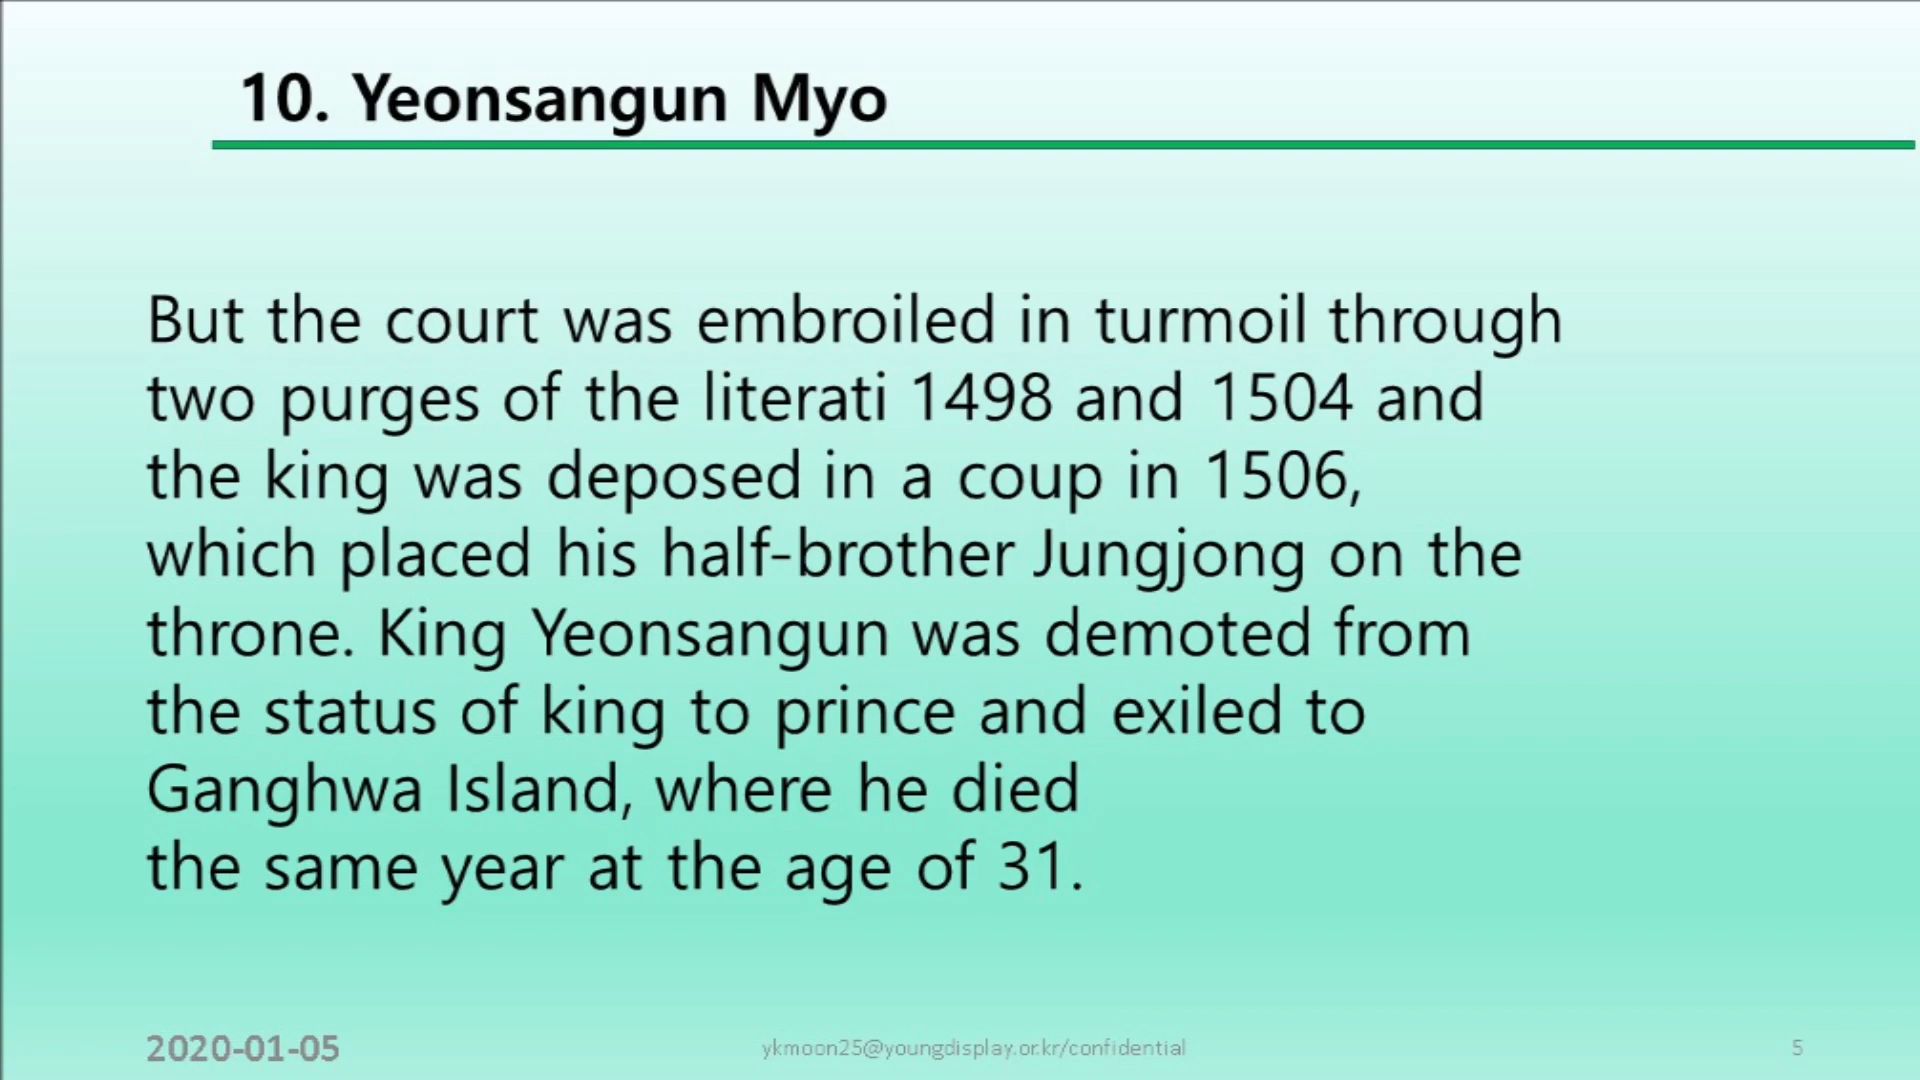 10. Yeonsangun Myo
But the court was embroiled in turmoil through
two purges of the literati 1498 and 1504 and
the king was deposed in a coup in 1506,
which placed his half-brother Jungjong on the
throne. King Yeonsangun was demoted from
the status of king to prince and exiled to
Ganghwa Island, where he died
the same year at the age of 31.
2020-01-05
ykmoon25@youngdisplay.or.kr/confidential
5